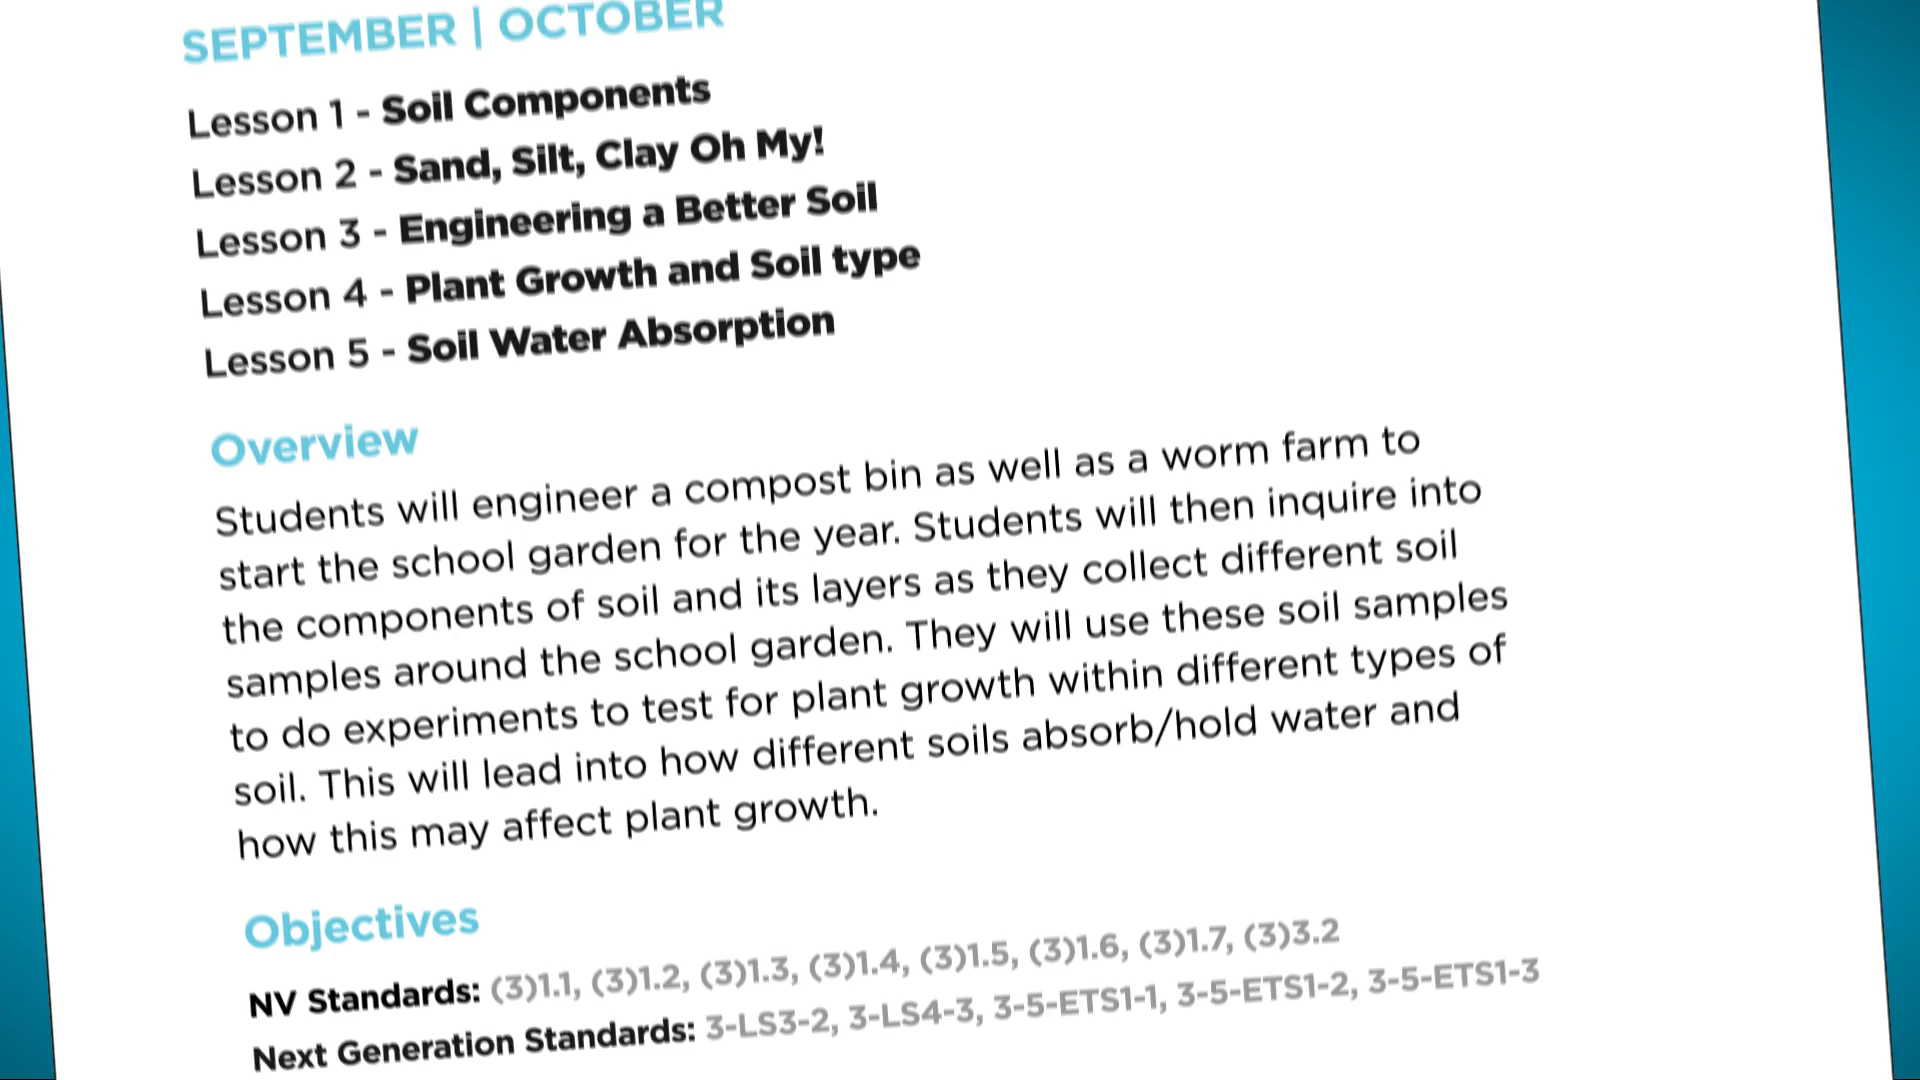 SEPTEMBER | OCTOBER
Lesson 1 - Soil Components
Lesson 2 - Sand, Silt, Clay Oh My!
Lesson 3 - Engineering a Better Soil
Lesson 4 - Plant Growth and Soil type
Lesson 5 - Soil Water Absorption
Overview
Students will engineer a compost bin as well as a worm farm to
start the school garden for the year. Students will then inquire into
the components of soil and its layers as they collect different soil
samples around the school garden. They will use these soil samples
to do experiments to test for plant growth within different types of
soil. This will lead into how different soils absorb/hold water and
how this may affect plant growth.
Objectives
NV Standards: (3)1.1, (3)1.2, (3)1.3, (3)1.4, (3)1.5, (3)1.6, (3)1.7, (3)3.2
Next Generation Standards: 3-LS3-2, 3-LS4-3, 3-5-ETS1-1, 3-5-ETS1-2, 3-5-ETS1-3